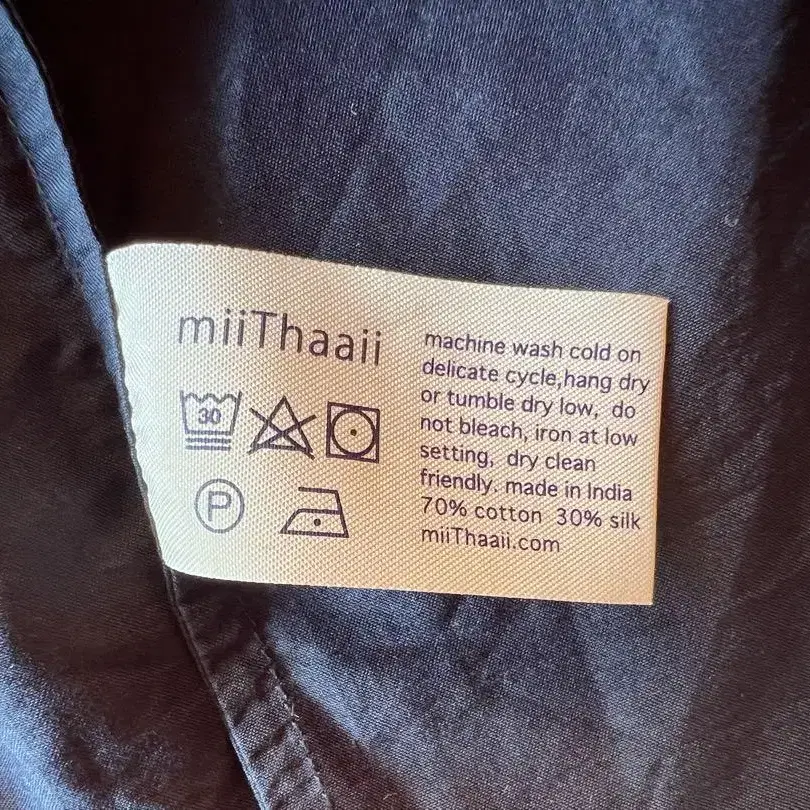 miiThaaii
30
P
machine wash cold on
delicate cycle,hang dry
or tumble dry low, do
not bleach, iron at low
setting, dry clean
friendly. made in India
70% cotton 30% silk
miiThaaii.com